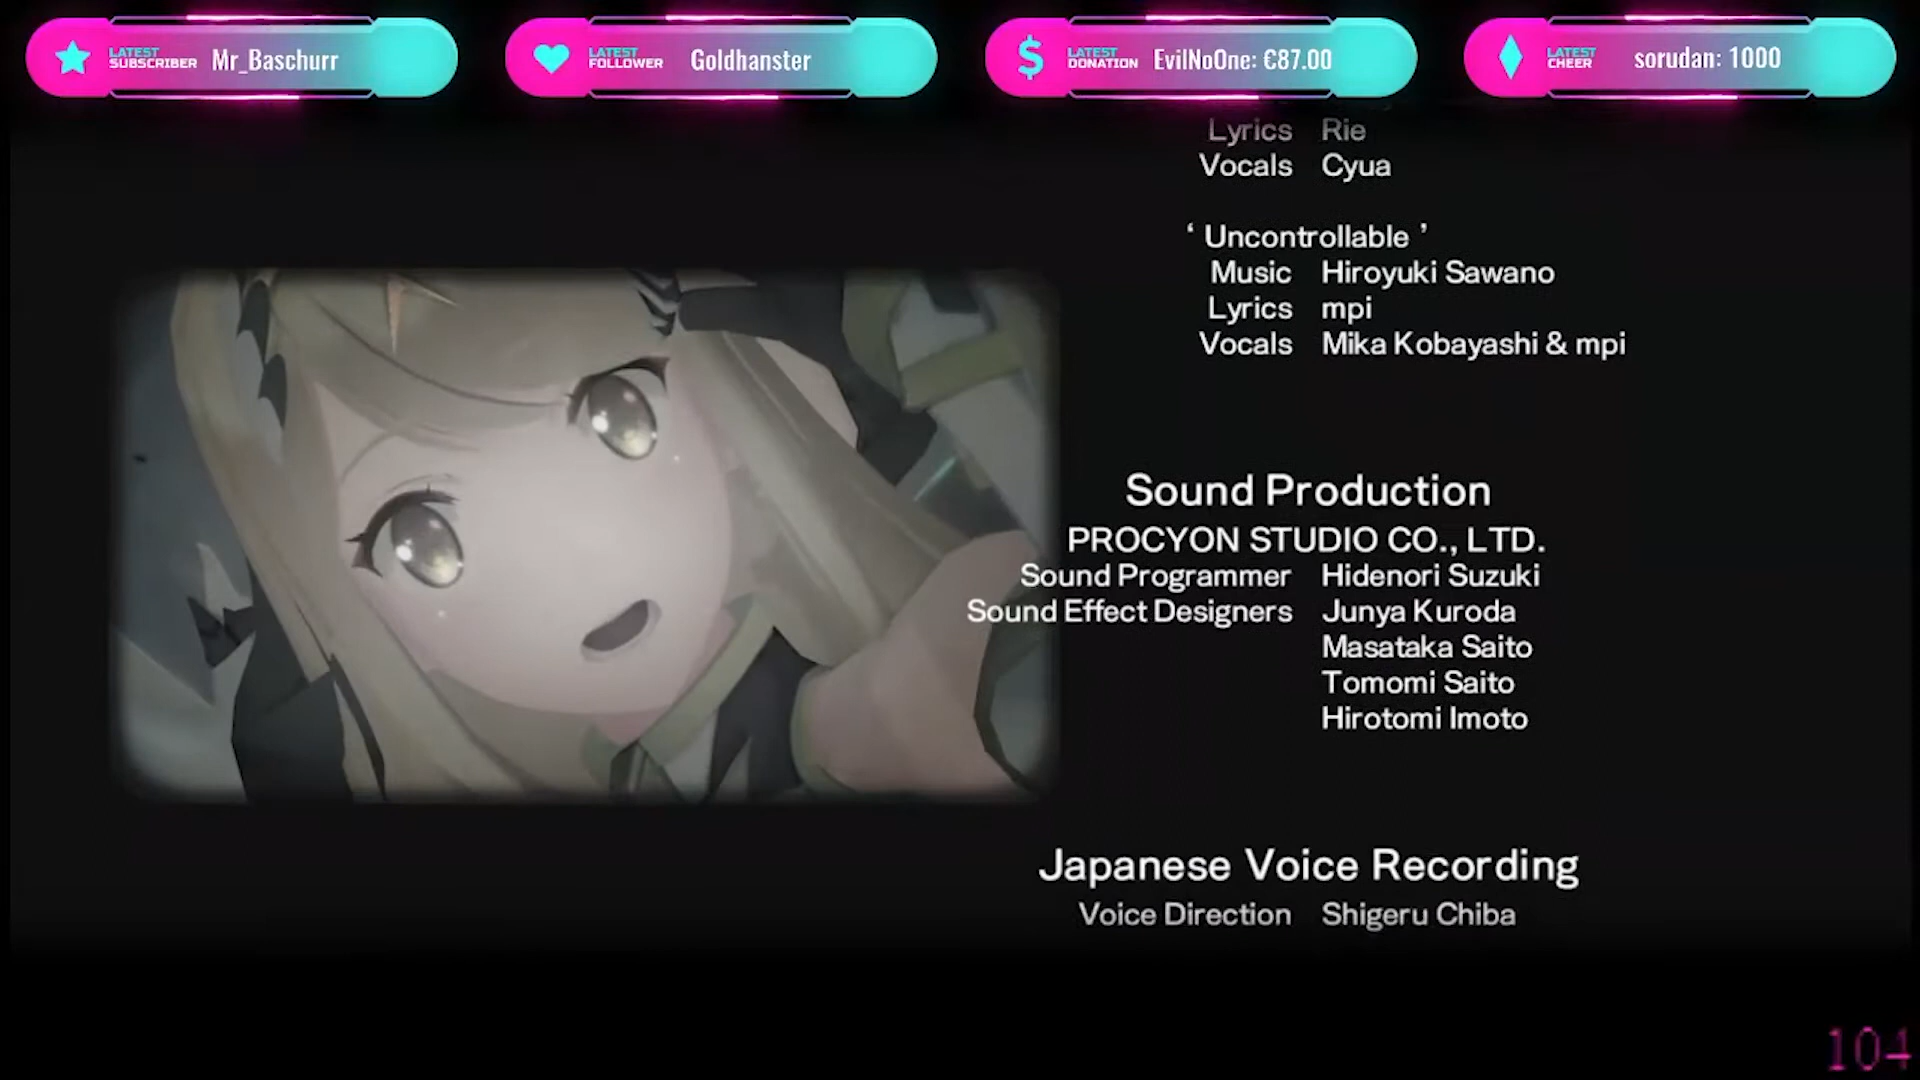 LATEST SUBSCRIBER Mr_Baschurr
LATEST FOLLOWER Goldhanster
LATEST DONATION EvilNoOne: €87.00
LATEST CHEER sorudan: 1000
Lyrics Rie
Vocals Cyua
‘ Uncontrollable ’
Music Hiroyuki Sawano
Lyrics mpi
Vocals Mika Kobayashi & mpi
Sound Production
PROCYON STUDIO CO., LTD.
Sound Programmer Hidenori Suzuki
Sound Effect Designers Junya Kuroda
Masataka Saito
Tomomi Saito
Hirotomi Imoto
Japanese Voice Recording
Voice Direction Shigeru Chiba
104